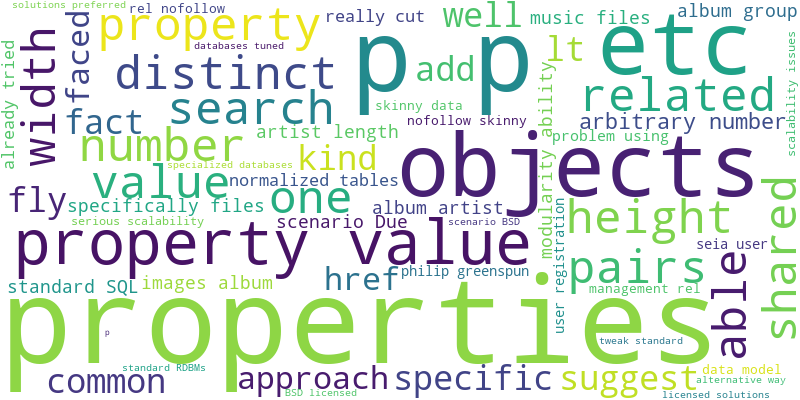 solutions preferred
rel nofollow
really cut
well
music files
album group
property
databases tuned
p p
etc
already tried
width
faced
distinct
add
lt
related
scalability issues
search
skinny data
fact
nofollow skinny
arbitrary number
number
artist length
modularity ability
problem using
kind
specialized databases
objects
value
normalized tables
one
fly
specifically files
album artist
height
shared
serious scalability
scenario Due
scenario BSD
property value
user registration
seia user
pairs
able
standard SQL
images album
href
philip greenspun
management rel
properties
p
tweak standard
standard RDBMs
common
approach
specific
suggest
data model
alternative way
BSD licensed
licensed solutions